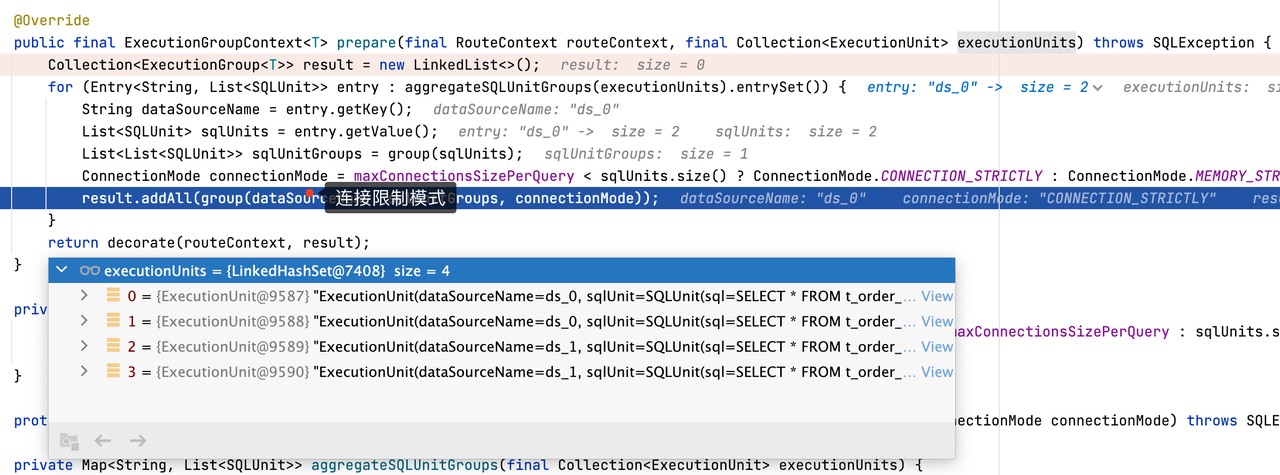 @Override
public final ExecutionGroupContext<T> prepare(final RouteContext routeContext, final Collection<ExecutionUnit> executionUnits) throws SQLException {
Collection<ExecutionGroup<T>> result = new LinkedList<>(); result: size = 0
for (Entry<String, List<SQLUnit>> entry : aggregateSQLUnitGroups(executionUnits).entrySet()) { entry: "ds_0" -> size = 2 executionUnits: si
String dataSourceName = entry.getKey(); dataSourceName: "ds_0"
List<SQLUnit> sqlUnits = entry.getValue(); entry: "ds_0" -> size = 2 sqlUnits: size = 2
List<List<SQLUnit>> sqlUnitGroups = group(sqlUnits); sqlUnitGroups: size = 1
ConnectionMode connectionMode = maxConnectionsSizePerQuery < sqlUnits.size() ? ConnectionMode.CONNECTION_STRICTLY : ConnectionMode.MEMORY_STR
result.addAll(group(dataSour 连接限制模式 Groups, connectionMode)); dataSourceName: "ds_0" connectionMode: "CONNECTION_STRICTLY" res
}
return decorate(routeContext, result);
}
executionUnits = {LinkedHashSet@7408} size = 4
0 = {ExecutionUnit@9587} "ExecutionUnit(dataSourceName=ds_0, sqlUnit=SQLUnit(sql=SELECT * FROM t_order_... View
1 = {ExecutionUnit@9588} "ExecutionUnit(dataSourceName=ds_0, sqlUnit=SQLUnit(sql=SELECT * FROM t_order_... View
priv
2 = {ExecutionUnit@9589} "ExecutionUnit(dataSourceName=ds_1, sqlUnit=SQLUnit(sql=SELECT * FROM t_order_... View
maxConnectionsSizePerQuery : sqlUnits.s
3 = {ExecutionUnit@9590} "ExecutionUnit(dataSourceName=ds_1, sqlUnit=SQLUnit(sql=SELECT * FROM t_order_... View
}
prot
nectionMode connectionMode) throws SQLE
private Map<String, List<SQLUnit>> aggregateSQLUnitGroups(final Collection<ExecutionUnit> executionUnits) {